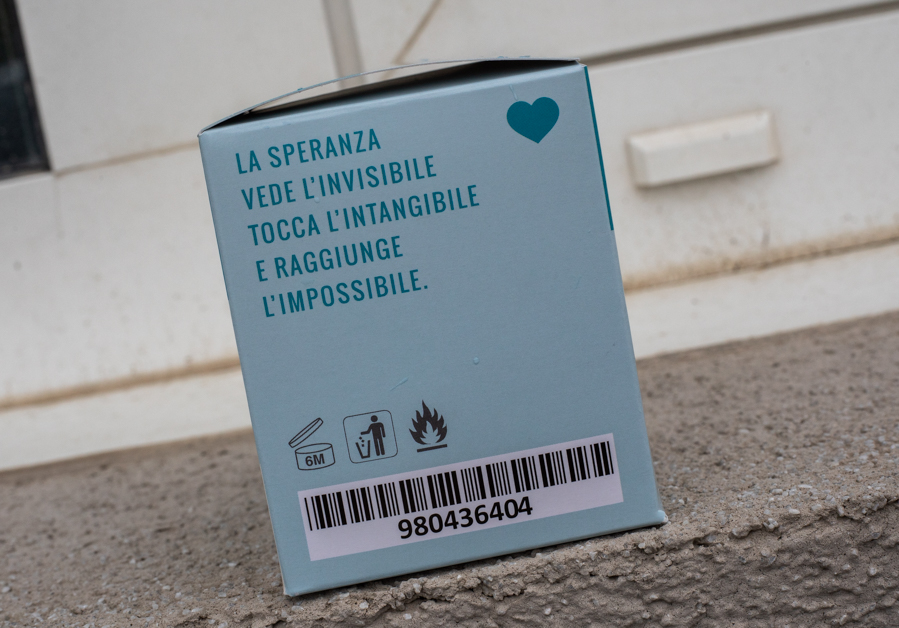 LA SPERANZA
VEDE L'INVISIBILE
TOCCA L'INTANGIBILE
E RAGGIUNGE
L'IMPOSSIBILE.
6M
980436404